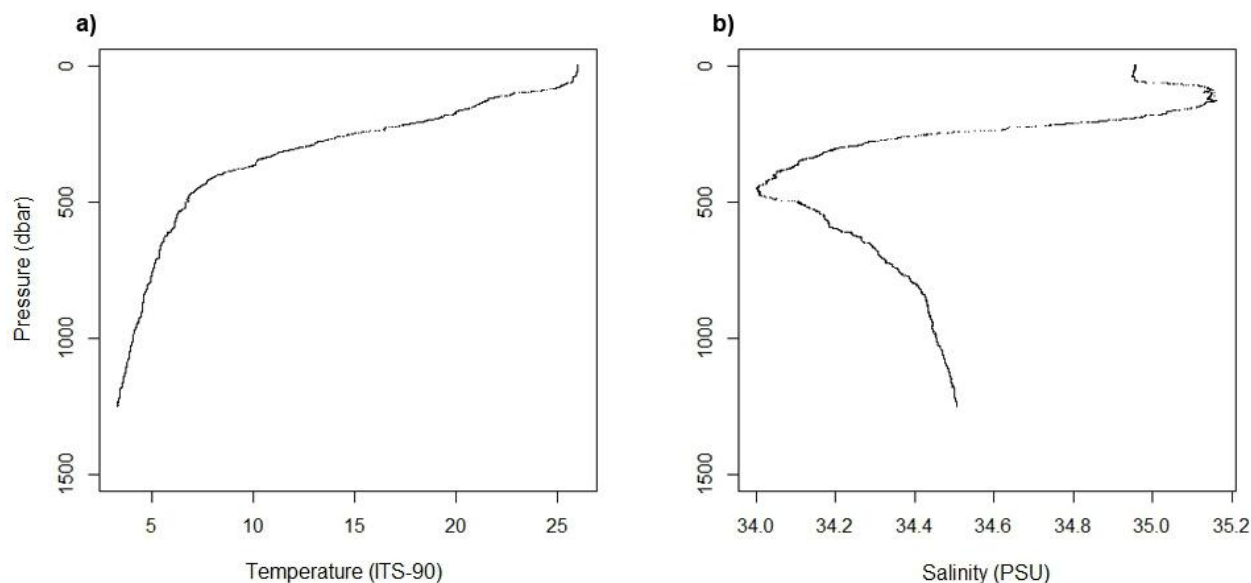 a)
b)
Pressure (dbar)
0
500
1000
1500
5 10 15 20 25
Temperature (ITS-90)
0
500
1000
1500
34.0 34.2 34.4 34.6 34.8 35.0 35.2
Salinity (PSU)